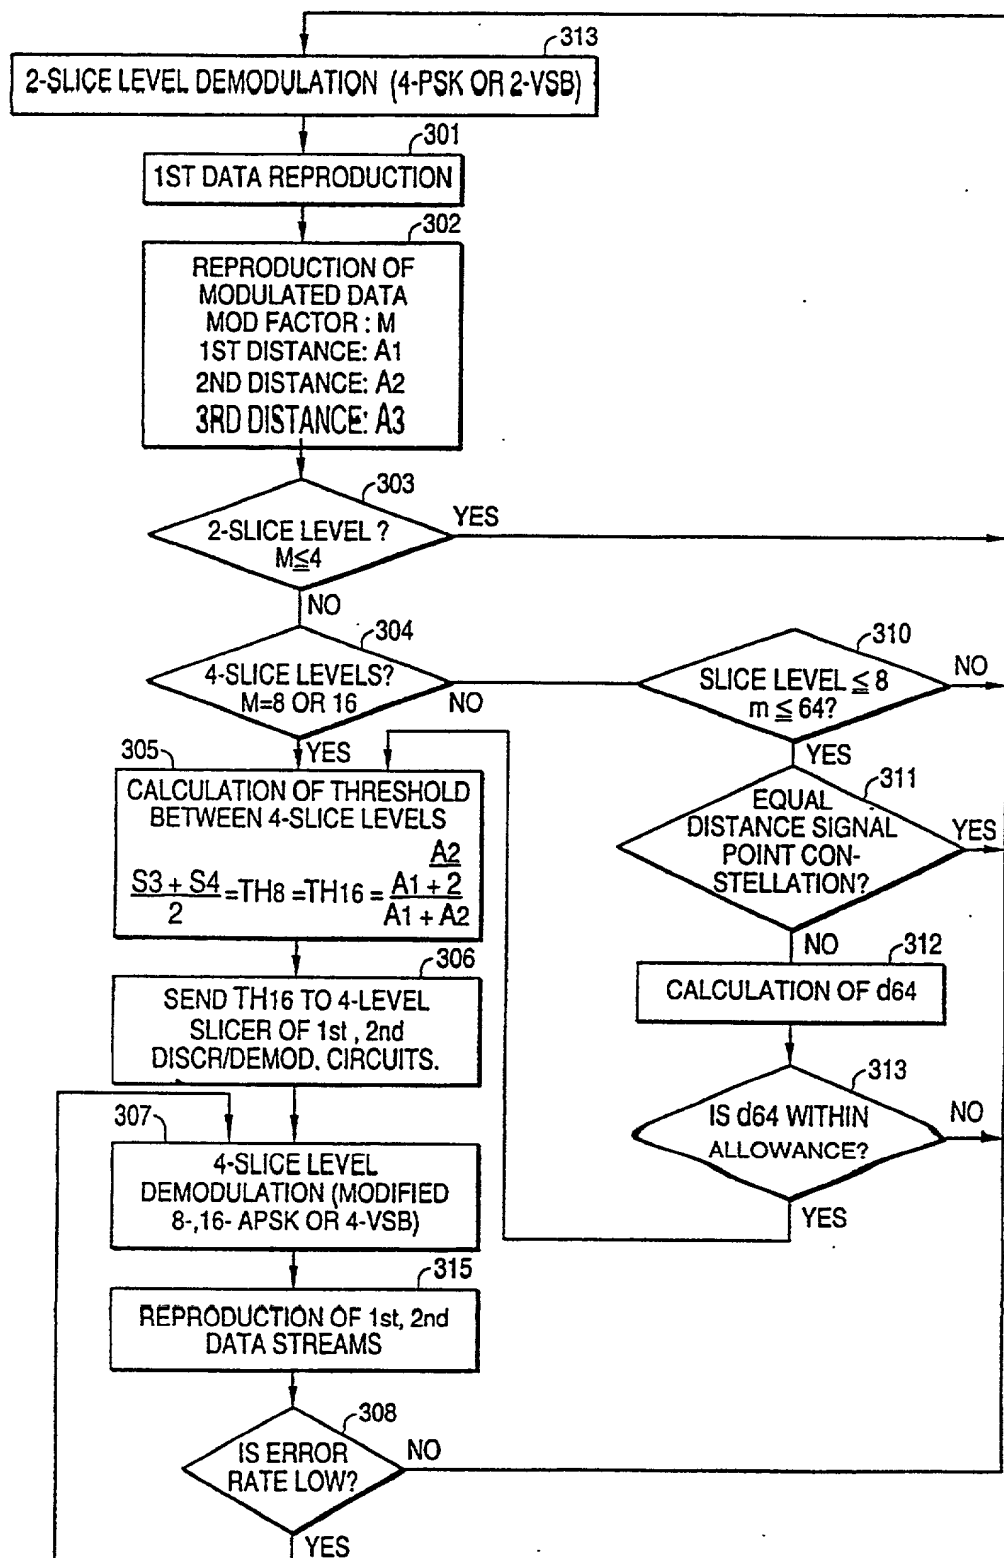 313
2-SLICE LEVEL DEMODULATION (4-PSK OR 2-VSB)
301
1ST DATA REPRODUCTION
302
REPRODUCTION OF
MODULATED DATA
MOD FACTOR : M
1ST DISTANCE: A1
2ND DISTANCE: A2
3RD DISTANCE: A3
303
2-SLICE LEVEL ?
M≦4
YES
NO
304
4-SLICE LEVELS?
M=8 OR 16
NO
YES
310
SLICE LEVEL ≦ 8
m ≦ 64?
NO
YES
305
CALCULATION OF THRESHOLD
BETWEEN 4-SLICE LEVELS
S3 + S4 / 2 = TH8 = TH16 = A1 + A2/2 / A1 + A2
311
EQUAL
DISTANCE SIGNAL
POINT CON-
STELLATION?
YES
NO
306
SEND TH16 TO 4-LEVEL
SLICER OF 1st , 2nd
DISCR/DEMOD. CIRCUITS.
312
CALCULATION OF d64
313
IS d64 WITHIN
ALLOWANCE?
NO
YES
307
4-SLICE LEVEL
DEMODULATION (MODIFIED
8-,16- APSK OR 4-VSB)
315
REPRODUCTION OF 1st, 2nd
DATA STREAMS
308
IS ERROR
RATE LOW?
NO
YES